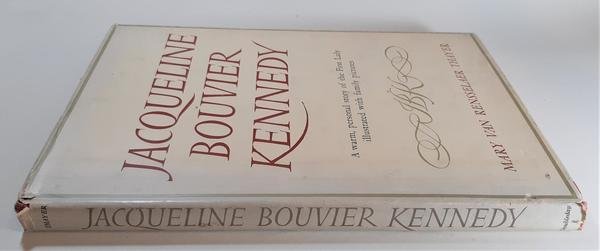 JACQUELINE
BOUVIER
KENNEDY
A warm, personal story of the First Lady
illustrated with family pictures
JBK
MARY VAN RENSSELAER THAYER
THAYER
JACQUELINE BOUVIER KENNEDY
Doubleday